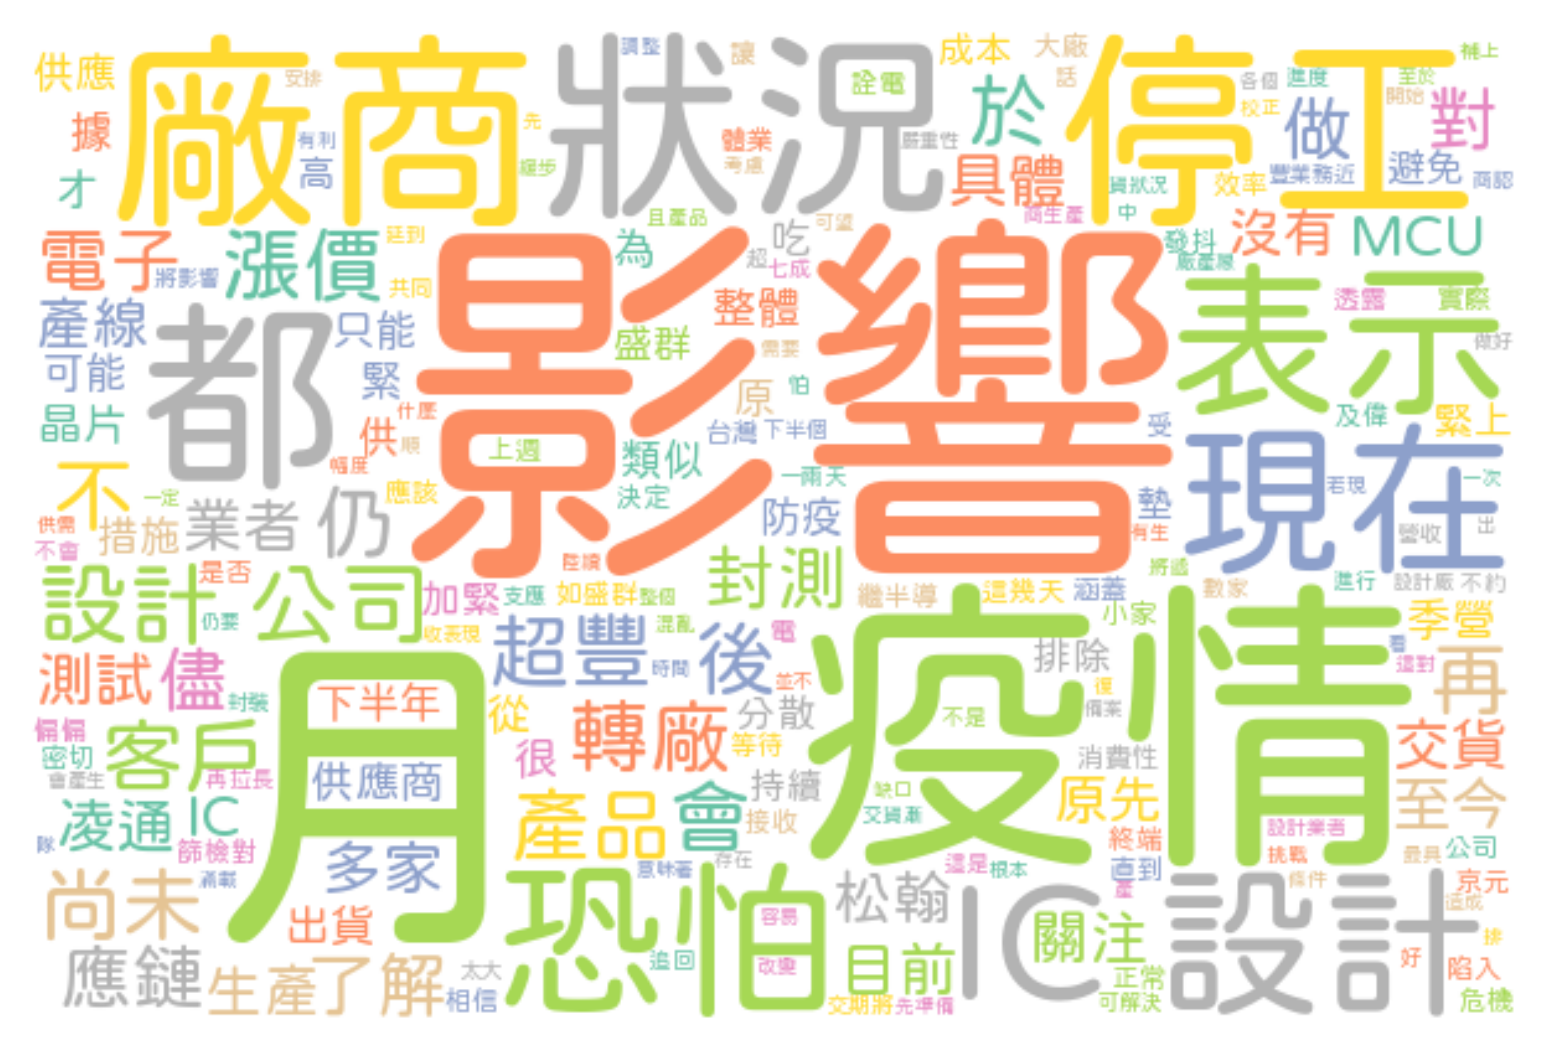 供應
廠商
安排
有利
高
先
緩步
狀況
調整
讓
詮電
體業
考慮
嚴重性
成本
大廠
話
於
具體
停工
各個
進度
校正
效率
豐業務近
貨狀況
中
商生產
做
避免
至於
開始
補上
對
商認
據
才
電子
將影響
漲價
延到
共同
影響
且產品
為
吃
超
七成
可望
發抖
廠產線
沒有
MCU
表示
透露
實際
做好
產線
可能
晶片
都
只能
緊
供
什麼
順
幅度
盛群
整體
需要
原
怕
台灣
下半個
上週
類似
決定
一兩天
受
及偉
緊上
不
一定
供需
不會
措施
業者
仍
應該
防疫
墊
有生
現在
若現
一次
營收
出
設計
是否
仍要
公司
加緊
支應
如盛群
整個
陸續
封測
繼半導
這幾天
涵蓋
將遞
數家
進行
設計廠
不約
收表現
超豐
混亂
時間
後
電
並不
疫情
小家
排除
復
備案
季營
看
這對
再
測試
儘
封裝
月
下半年
供應商
從
很
轉廠
分散
等待
不是
消費性
交貨
偏偏
密切
會產生
客戶
再拉長
產品
會
持續
接收
缺口
交貨漸
原先
至今
凌通
IC
隊
篩檢對
滿載
多家
意味著
存在
這是
根本
終端
直到
產
設計業者
挑戰
最具
公司
尚未
出貨
恐怕
容易
改變
松翰
IC
設計
關注
條件
京元
造成
排
好
陷入
應鏈
生產
了解
太大
相信
追回
目前
交期將
先準備
正常
可解決
危機